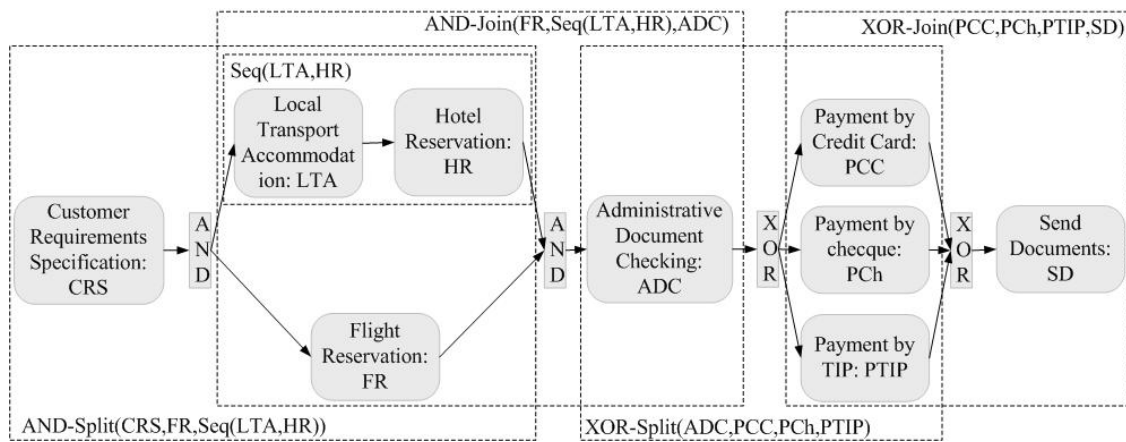 AND-Join(FR,Seq(LTA,HR),ADC)
XOR-Join(PCC,PCh,PTIP,SD)
Seq(LTA,HR)
Local
Transport
Accommodat
ion: LTA
Hotel
Reservation:
HR
Customer
Requirements
Specification:
CRS
A
N
D
Flight
Reservation:
FR
A
N
D
Administrative
Document
Checking:
ADC
X
O
R
Payment by
Credit Card:
PCC
Payment by
checque:
PCh
Payment by
TIP: PTIP
X
O
R
Send
Documents:
SD
AND-Split(CRS,FR,Seq(LTA,HR))
XOR-Split(ADC,PCC,PCh,PTIP)